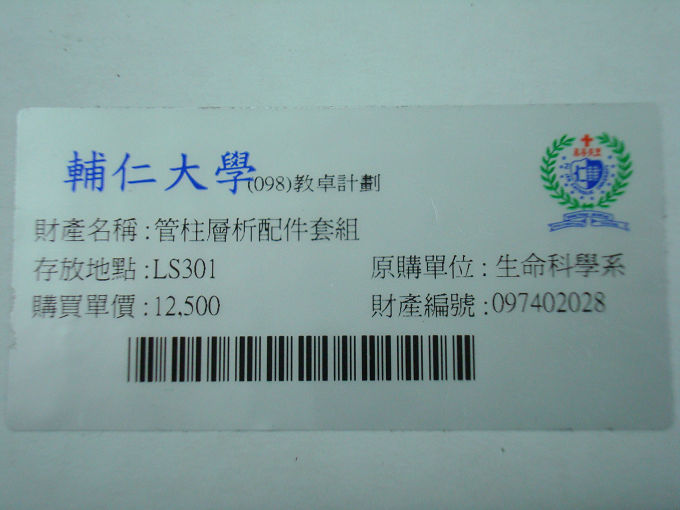 輔仁大學(098)教卓計劃
財產名稱:管柱層析配件套組
存放地點:LS301 原購單位:生命科學系
購買單價:12,500 財產編號:097402028